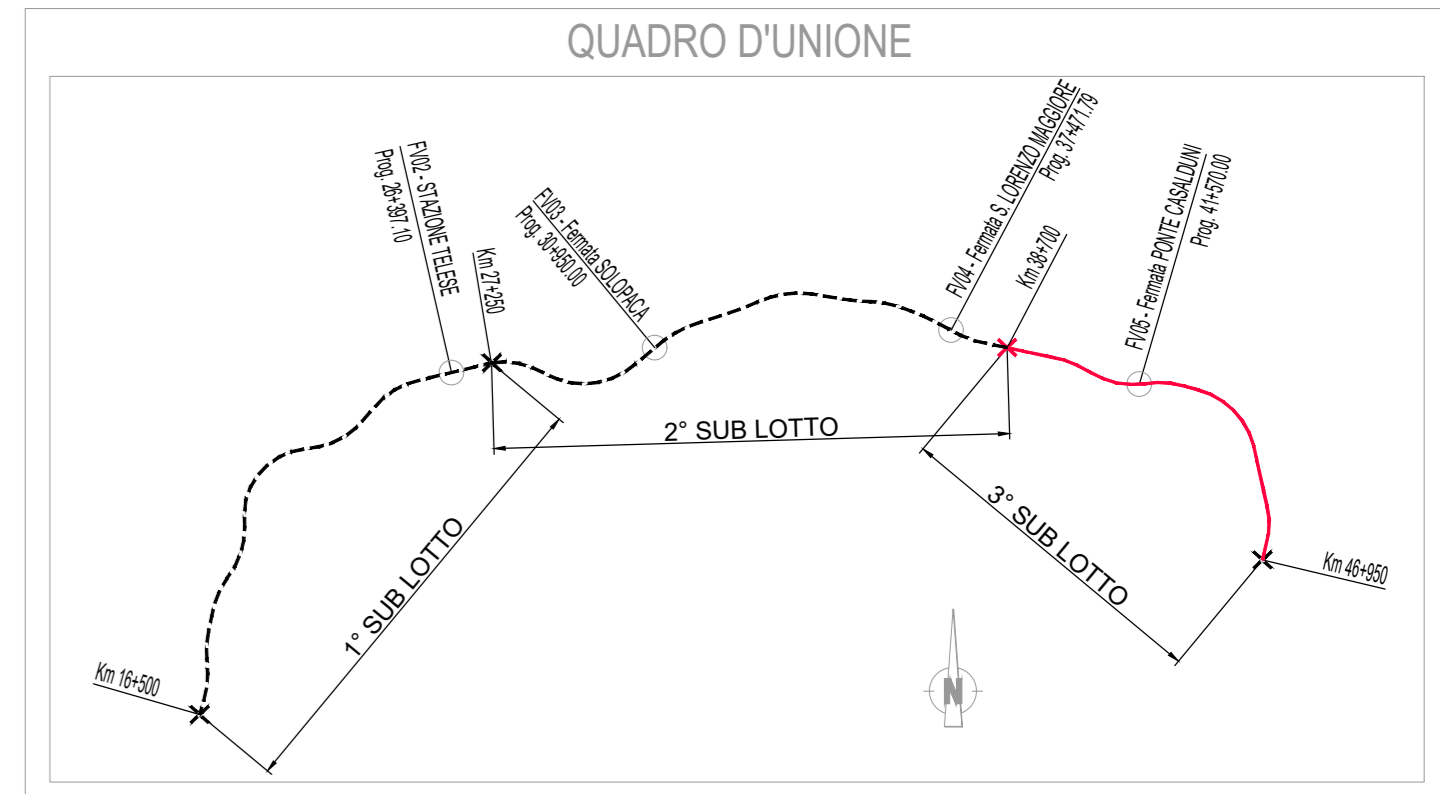 QUADRO D'UNIONE
FV02 - STAZIONE TELESE
Prog. 26+397.10
Km 27+250
FV03 - Fermata SOLOPACA
Prog. 30+950.00
FV04 - Fermata S. LORENZO MAGGIORE
Prog. 37+471.79
Km 38+700
FV05 - Fermata PONTE CASALDUNI
Prog. 41+570.00
2° SUB LOTTO
1° SUB LOTTO
3° SUB LOTTO
Km 46+950
Km 16+500
N